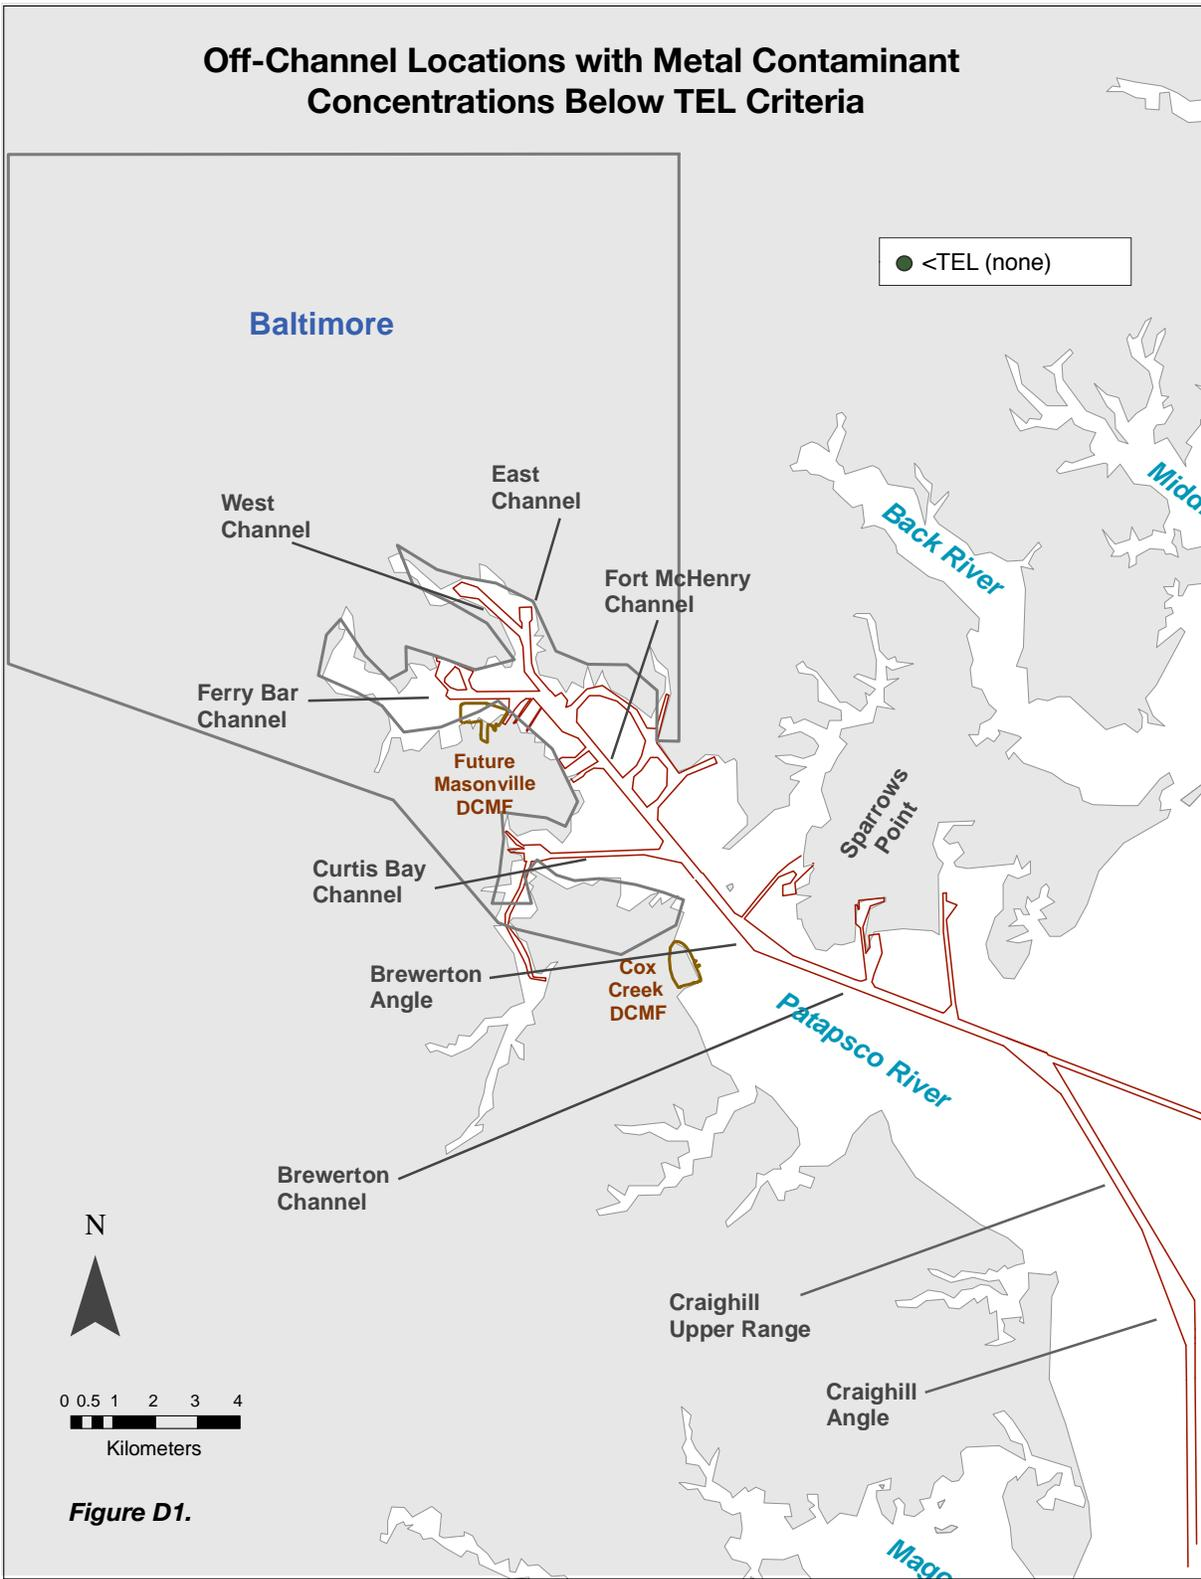 Off-Channel Locations with Metal Contaminant
Concentrations Below TEL Criteria
<TEL (none)
Baltimore
East
Channel
West
Channel
Back River
Fort McHenry
Channel
Ferry Bar
Channel
Future
Masonville
DCMF
Sparrows
Point
Curtis Bay
Channel
Brewerton
Angle
Cox
Creek
DCMF
Patapsco River
Brewerton
Channel
N
Craighill
Upper Range
Craighill
Angle
0 0.5 1 2 3 4
Kilometers
Figure D1.